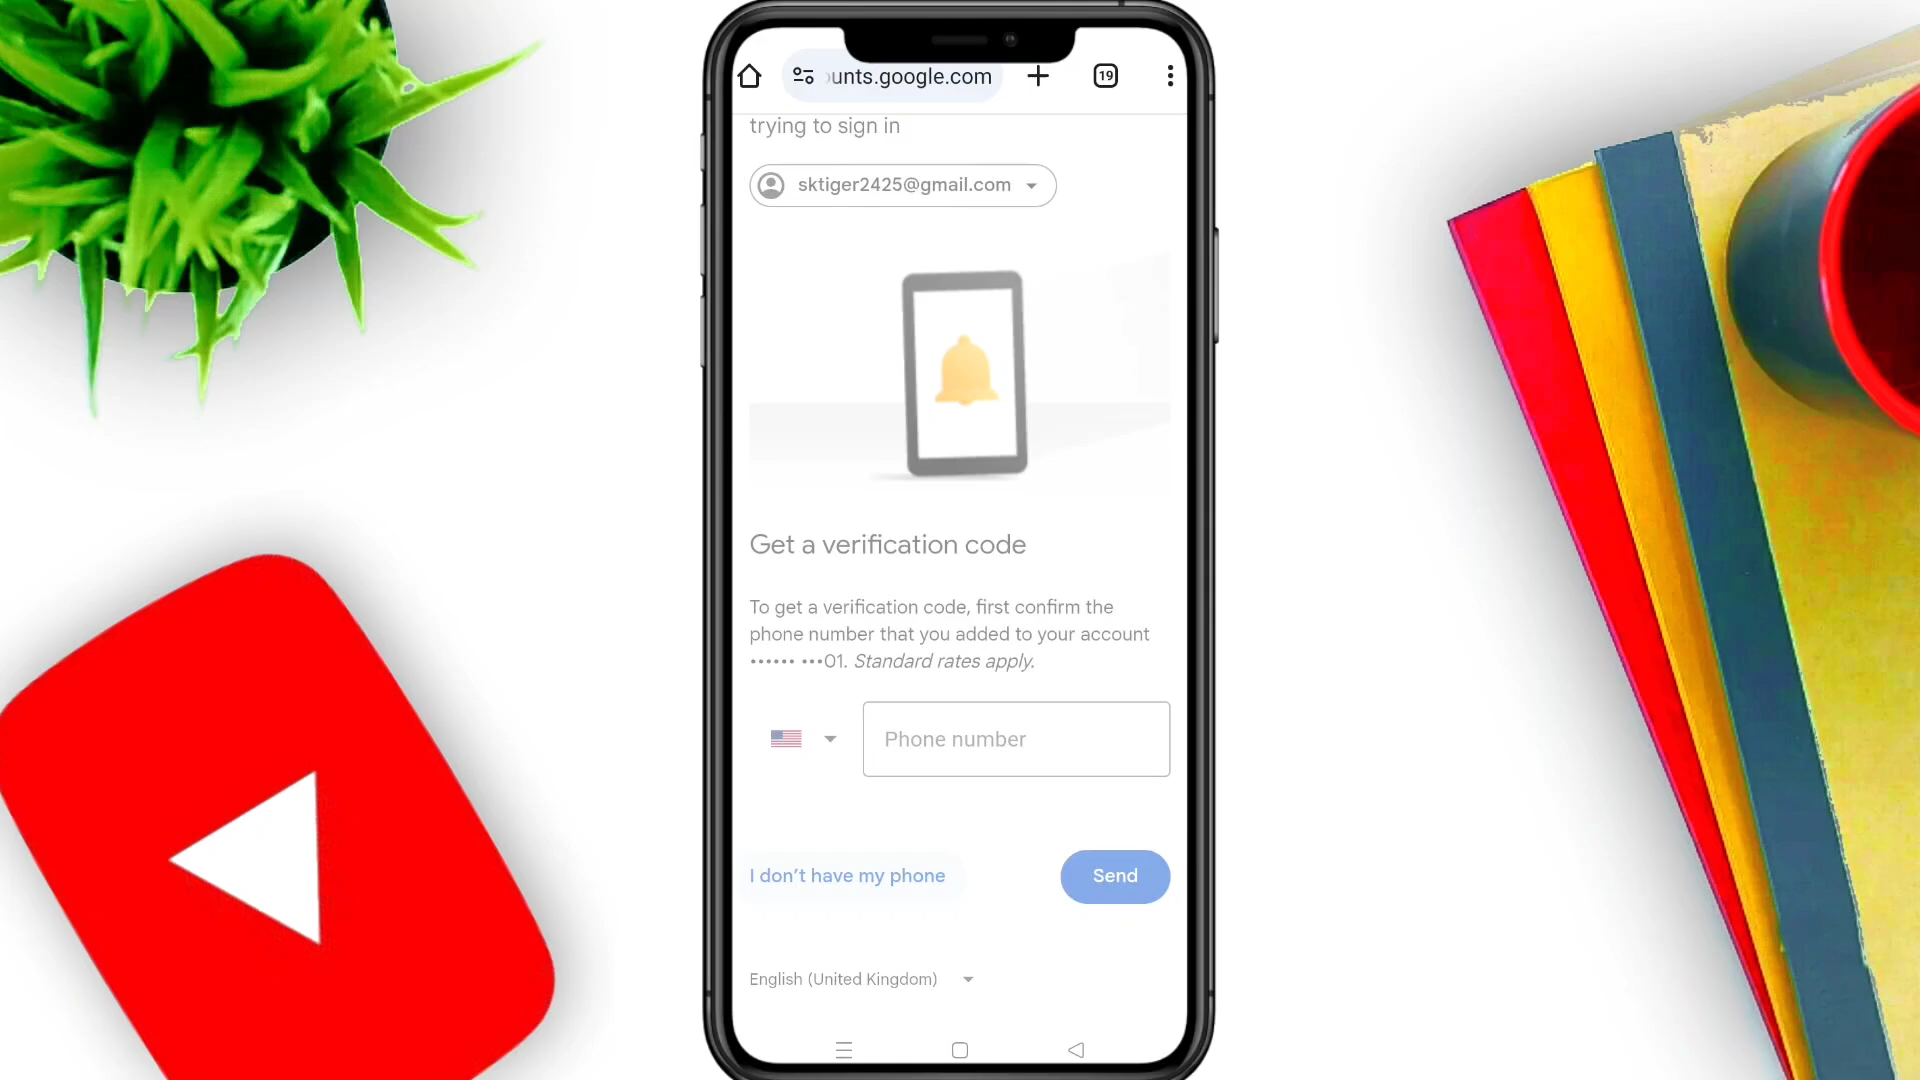 unts.google.com
19
trying to sign in
sktiger2425@gmail.com
Get a verification code
To get a verification code, first confirm the
phone number that you added to your account
•••••• •••01. Standard rates apply.
Phone number
I don’t have my phone
Send
English (United Kingdom)